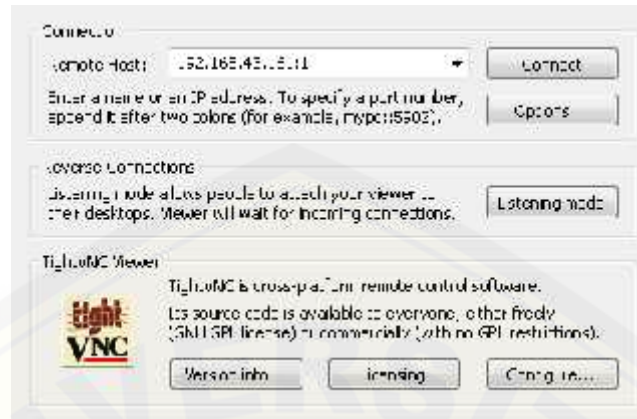 Connection
Remote Host:
Connect
Enter a name or an IP address. To specify a port number,
append it after two colons (for example, mypc::5902).
Options
Reverse Connections
Listening mode allows people to attach your viewer to
their desktops. Viewer will wait for incoming connections.
Listening mode
TightVNC Viewer
TightVNC is cross-platform remote control software.
Its source code is available to everyone, either freely
(GNU GPL license) or commercially (with no GPL restrictions).
tight
VNC
Version info...
Licensing
Configure...